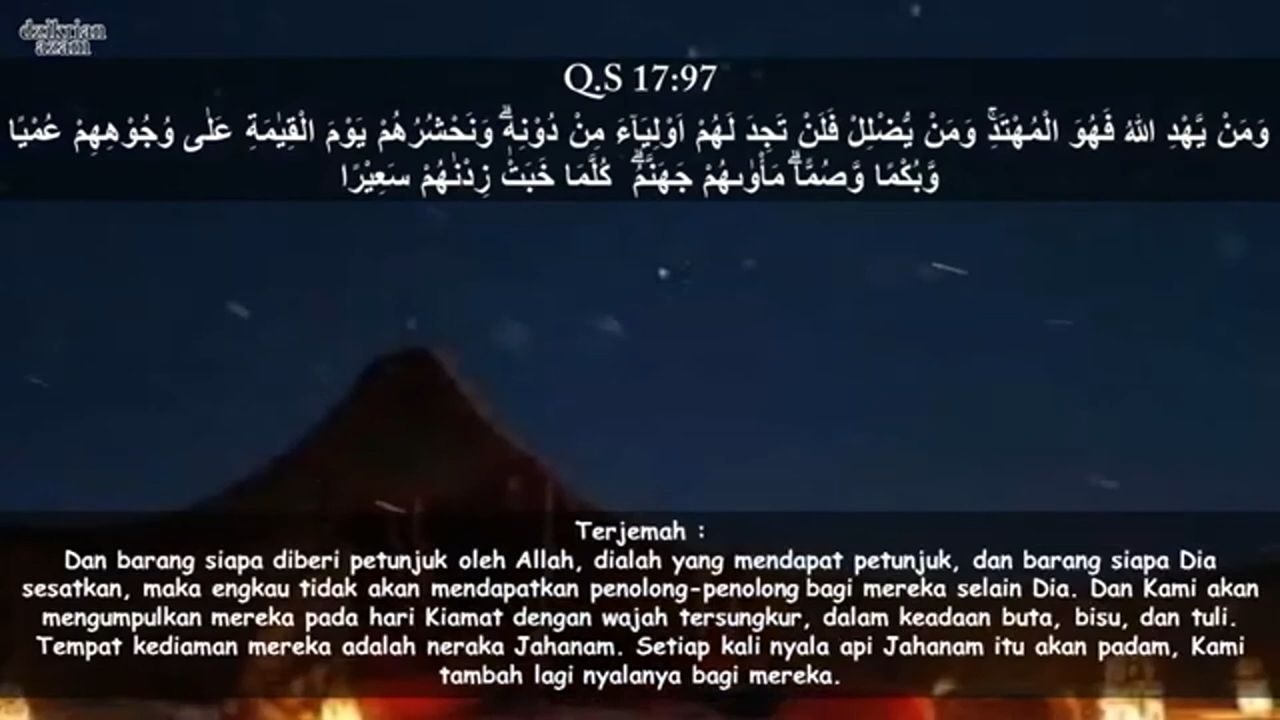 dzikrian
azam
Q.S 17:97
وَمَنْ يَّهْدِ اللهُ فَهُوَ الْمُهْتَدِۚ وَمَنْ يُّضْلِلْ فَلَنْ تَجِدَ لَهُمْ اَوْلِيَاۤءَ مِنْ دُوْنِهٖۗ وَنَحْشُرُهُمْ يَوْمَ الْقِيٰمَةِ عَلٰى وُجُوْهِهِمْ عُمْيًا
وَّبُكْمًا وَّصُمًّاۗ مَأْوٰىهُمْ جَهَنَّمُۗ كُلَّمَا خَبَتْ زِدْنٰهُمْ سَعِيْرًا
Terjemah :
Dan barang siapa diberi petunjuk oleh Allah, dialah yang mendapat petunjuk, dan barang siapa Dia
sesatkan, maka engkau tidak akan mendapatkan penolong-penolong bagi mereka selain Dia. Dan Kami akan
mengumpulkan mereka pada hari Kiamat dengan wajah tersungkur, dalam keadaan buta, bisu, dan tuli.
Tempat kediaman mereka adalah neraka Jahanam. Setiap kali nyala api Jahanam itu akan padam, Kami
tambah lagi nyalanya bagi mereka.